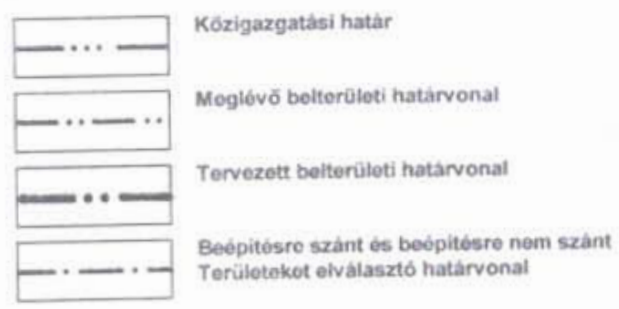 Közigazgatási határ
Meglévő belterületi határvonal
Tervezett belterületi határvonal
Beépítésre szánt és beépítésre nem szánt
Területeket elválasztó határvonal